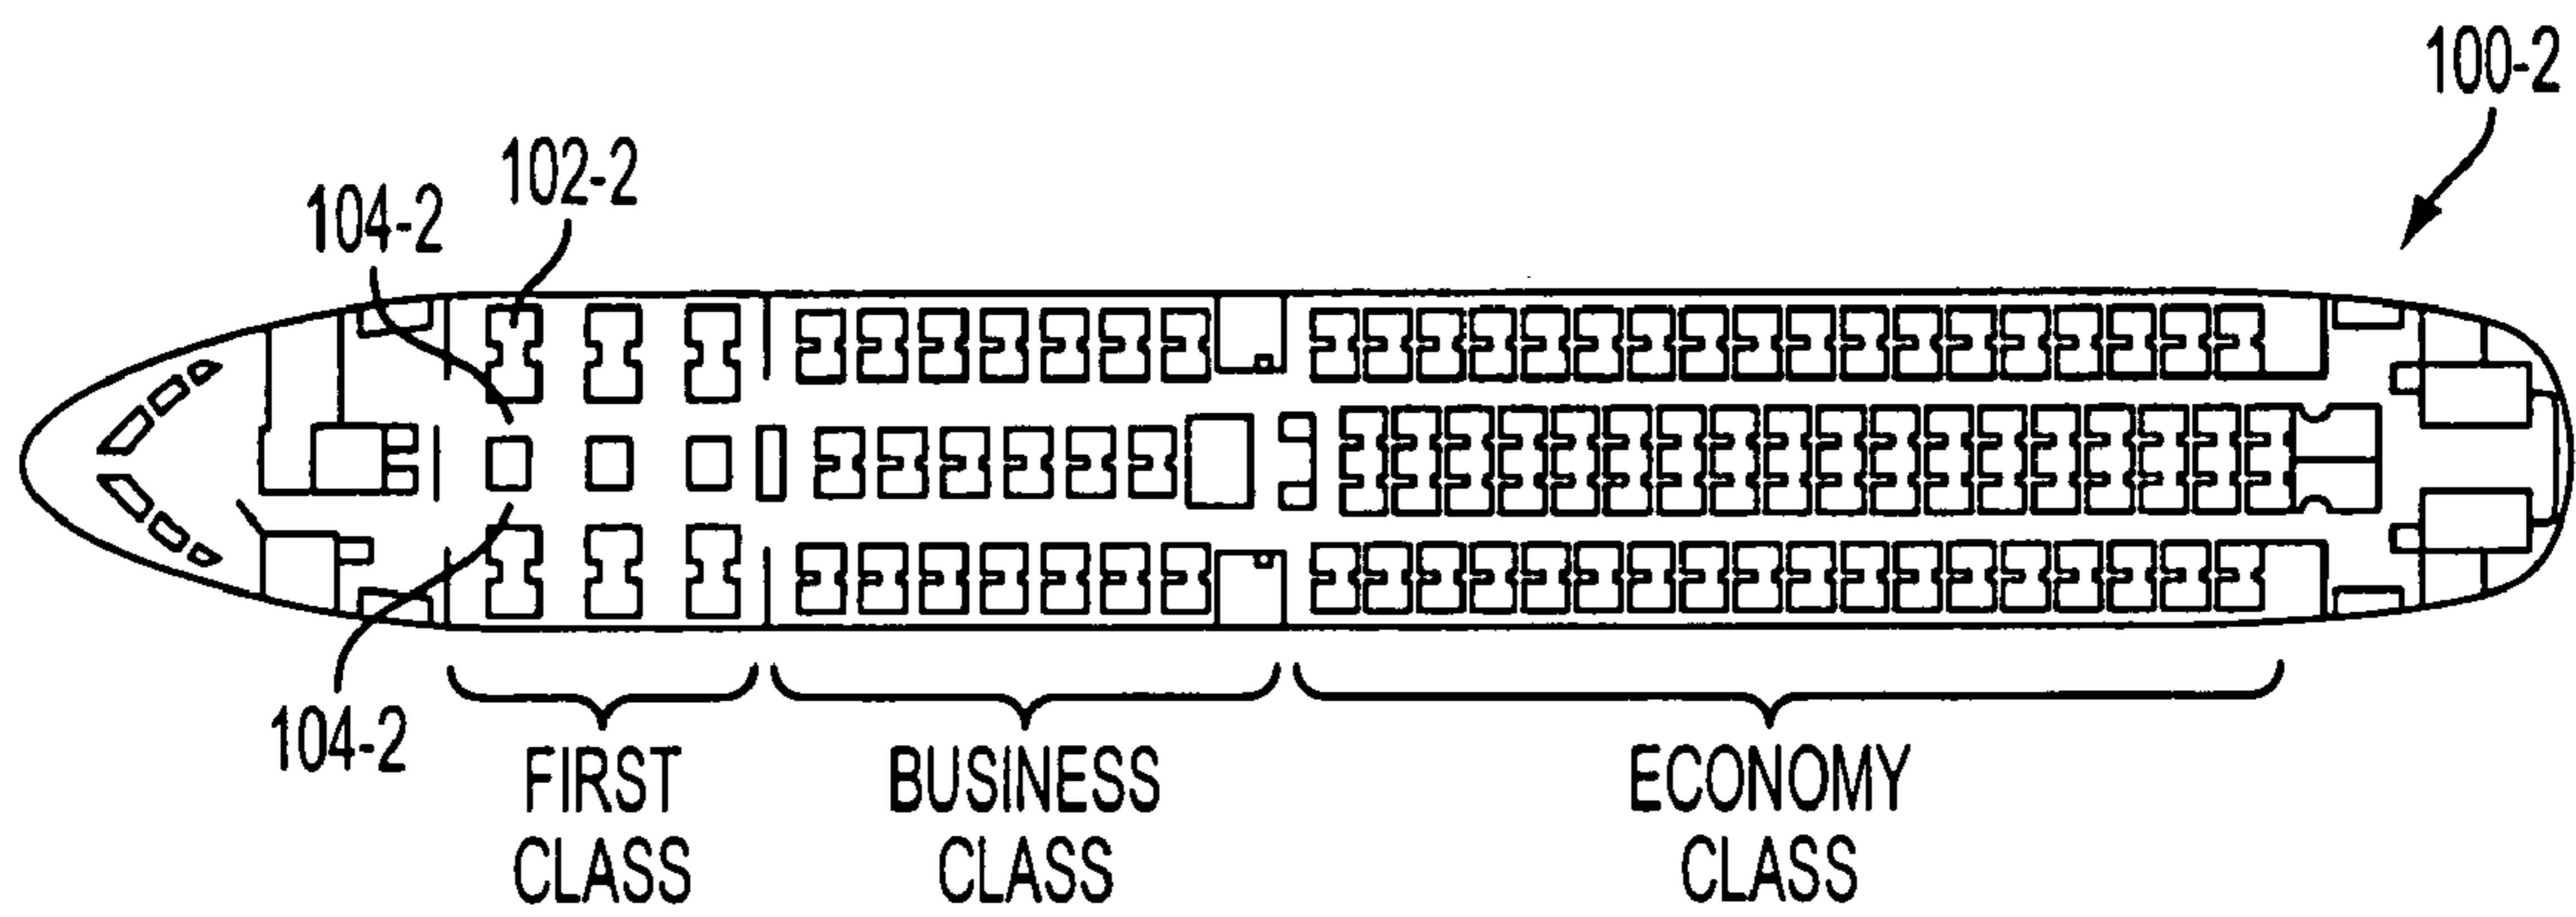 100-2
102-2
104-2
104-2
FIRST
CLASS
BUSINESS
CLASS
ECONOMY
CLASS